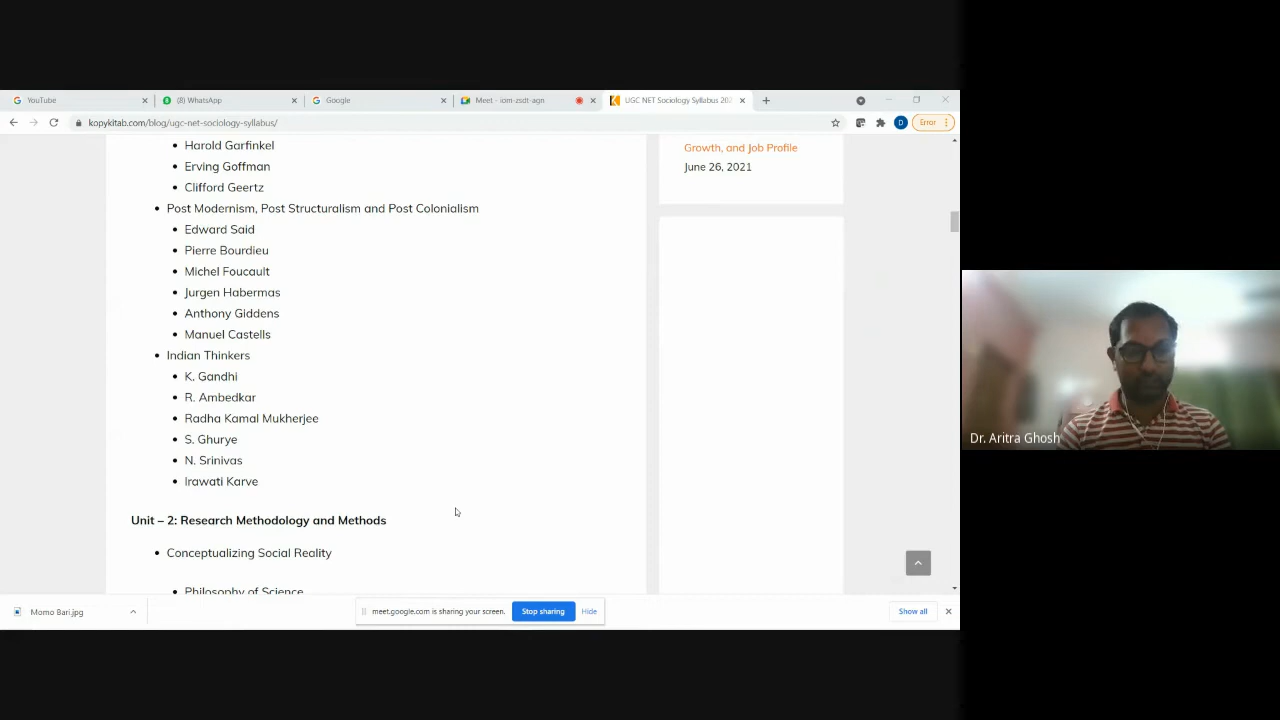 YouTube
(8) WhatsApp
Google
Meet - iom-zsdt-agn
UGC NET Sociology Syllabus 202
kopykitab.com/blog/ugc-net-sociology-syllabus/
D
Error
Harold Garfinkel
Erving Goffman
Clifford Geertz
Post Modernism, Post Structuralism and Post Colonialism
Edward Said
Pierre Bourdieu
Michel Foucault
Jurgen Habermas
Anthony Giddens
Manuel Castells
Indian Thinkers
K. Gandhi
R. Ambedkar
Radha Kamal Mukherjee
S. Ghurye
N. Srinivas
Irawati Karve
Unit – 2: Research Methodology and Methods
Conceptualizing Social Reality
Philosophy of Science
Growth, and Job Profile
June 26, 2021
Momo Bari.jpg
meet.google.com is sharing your screen.
Stop sharing
Hide
Show all
Dr. Aritra Ghosh